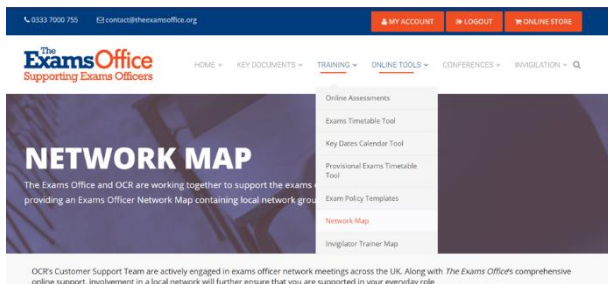 0333 7000 755 contact@theexamsoffice.org MY ACCOUNT LOGOUT ONLINE STORE
The
ExamsOffice
Supporting Exams Officers
HOME KEY DOCUMENTS TRAINING ONLINE TOOLS CONFERENCES INVIGILATION
Online Assessments
Exams Timetable Tool
Key Dates Calendar Tool
Provisional Exams Timetable
Tool
Exam Policy Templates
Network Map
Invigilator Trainer Map
NETWORK MAP
The Exams Office and OCR are working together to support the exams
providing an Exams Officer Network Map containing local network
OCR's Customer Support Team are actively engaged in exams officer network meetings across the UK. Along with The Exams Office's comprehensive
online support, involvement in a local network will further ensure that you are supported in your everyday role